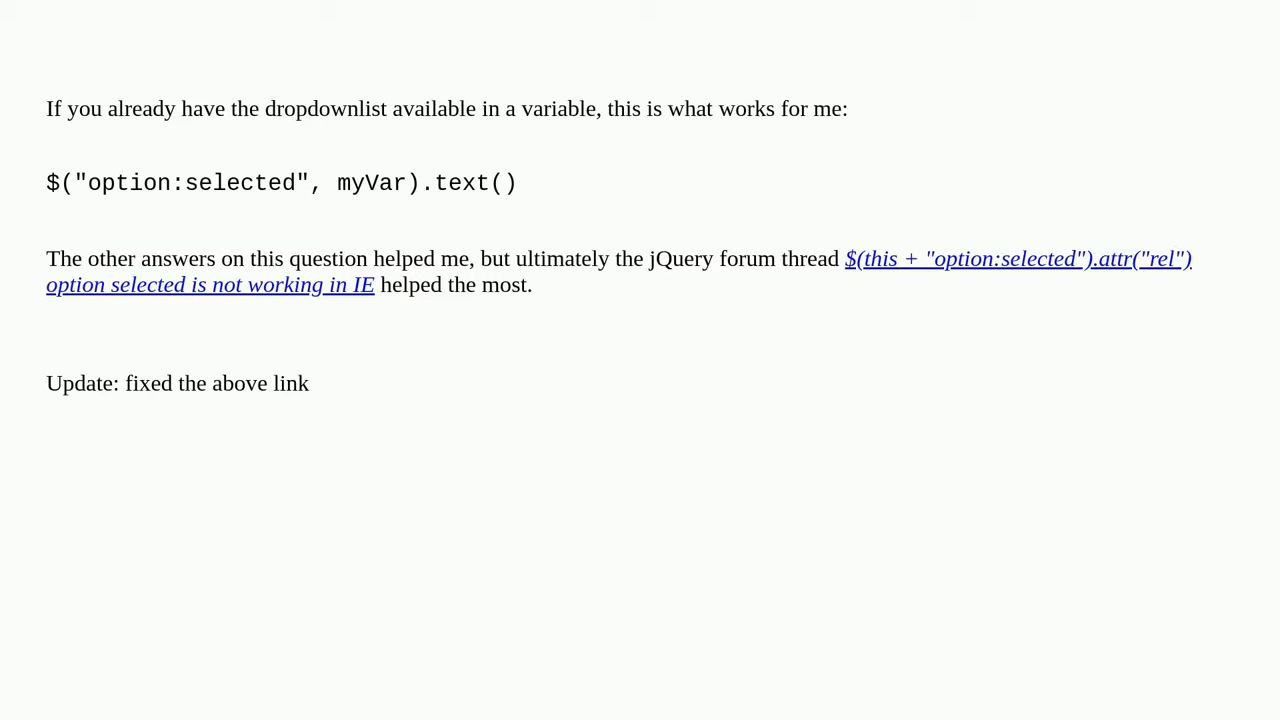 If you already have the dropdownlist available in a variable, this is what works for me:
$("option:selected", myVar).text()
The other answers on this question helped me, but ultimately the jQuery forum thread $(this + "option:selected").attr("rel")
option selected is not working in IE helped the most.
Update: fixed the above link